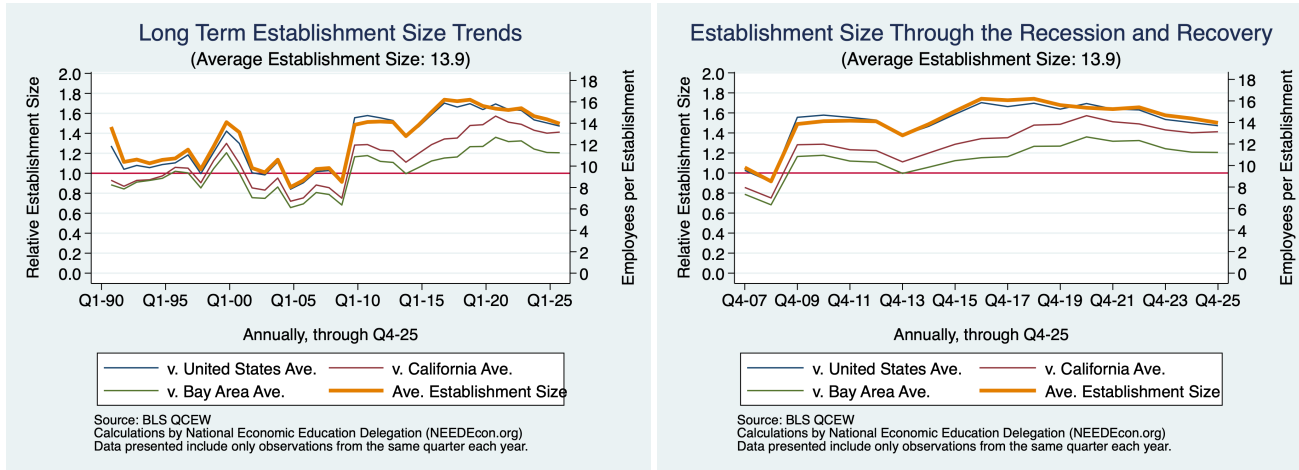 Long Term Establishment Size Trends
(Average Establishment Size: 13.9)
Relative Establishment Size
2.0
1.8
1.6
1.4
1.2
1.0
0.8
0.6
0.4
0.2
0.0
18
16
14
12
10
8
6
4
2
0
Employees per Establishment
Q1-90 Q1-95 Q1-00 Q1-05 Q1-10 Q1-15 Q1-20 Q1-25
Annually, through Q4-25
v. United States Ave. v. California Ave.
v. Bay Area Ave. Ave. Establishment Size
Source: BLS QCEW
Calculations by National Economic Education Delegation (NEEDEcon.org)
Data presented include only observations from the same quarter each year.
Establishment Size Through the Recession and Recovery
(Average Establishment Size: 13.9)
Relative Establishment Size
2.0
1.8
1.6
1.4
1.2
1.0
0.8
0.6
0.4
0.2
0.0
18
16
14
12
10
8
6
4
2
0
Employees per Establishment
Q4-07 Q4-09 Q4-11 Q4-13 Q4-15 Q4-17 Q4-19 Q4-21 Q4-23 Q4-25
Annually, through Q4-25
v. United States Ave. v. California Ave.
v. Bay Area Ave. Ave. Establishment Size
Source: BLS QCEW
Calculations by National Economic Education Delegation (NEEDEcon.org)
Data presented include only observations from the same quarter each year.